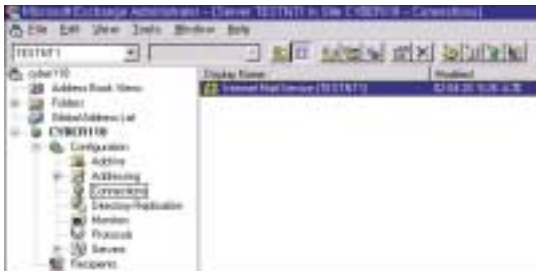 Microsoft Exchange Administrator - [Server TESTNT1 in Site CYBER110 - Connections]
File Edit View Tools Window Help
TESTNT1
cyber110
Address Book Views
Folders
Global Address List
CYBER110
Configuration
Add-Ins
Addressing
Connections
Directory Replication
Monitors
Protocols
Servers
Recipients
Display Name Modified
Internet Mail Service (TESTNT1)